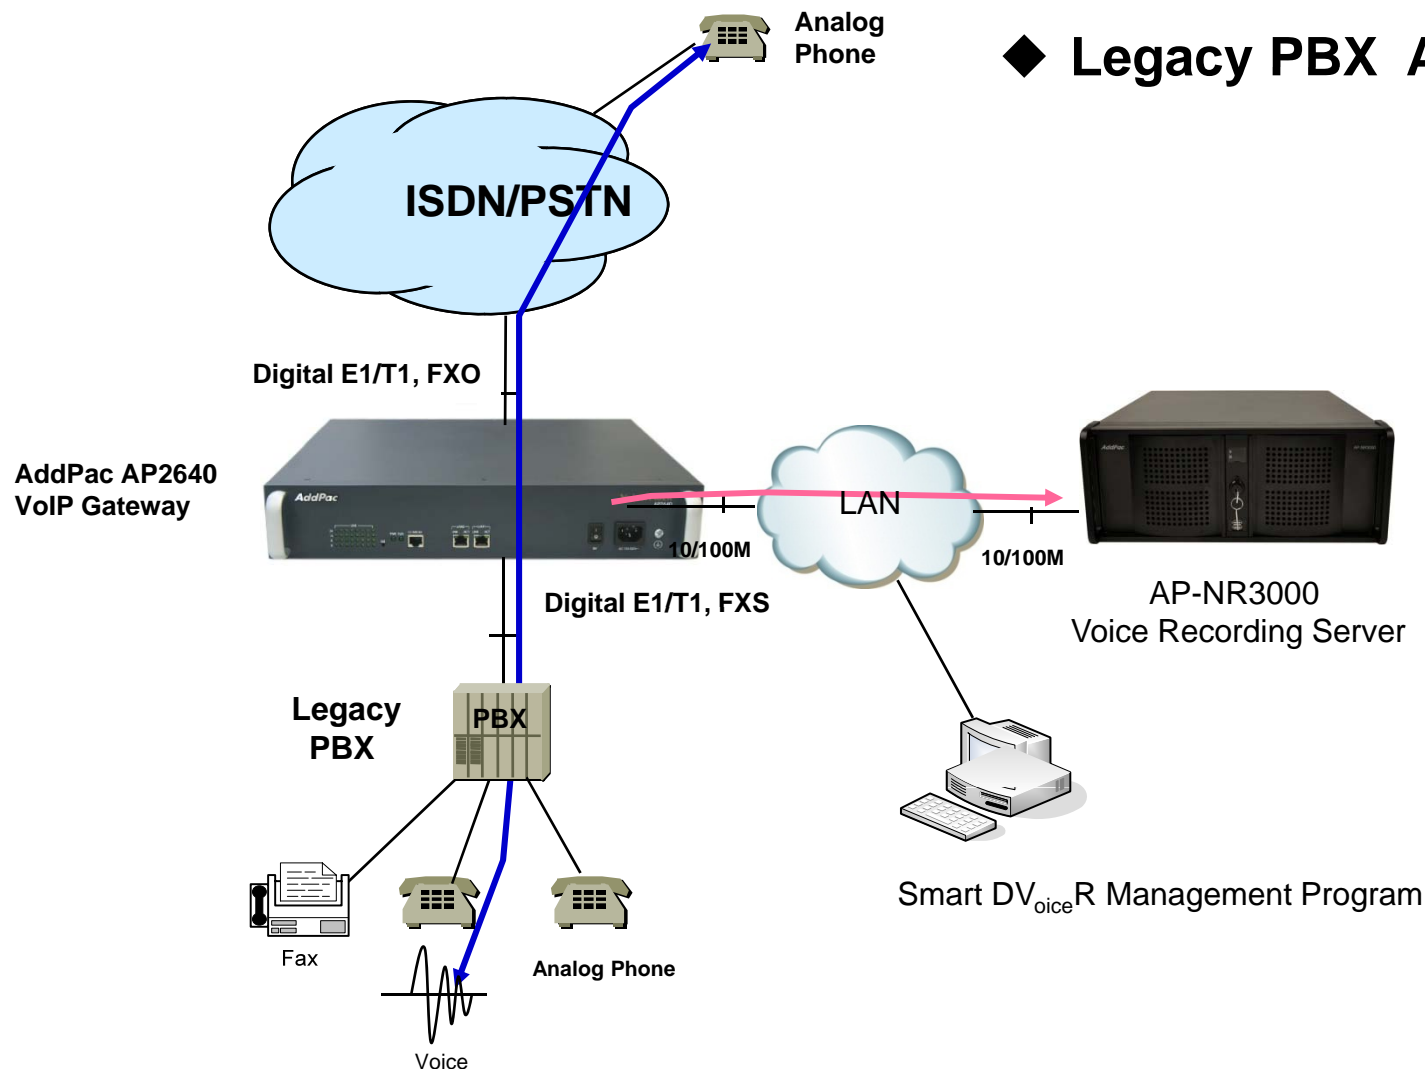 Analog
Phone
◆ Legacy PBX A
ISDN/PSTN
Digital E1/T1, FXO
AddPac AP2640
VoIP Gateway
AddPac
LAN
AddPac
10/100M
10/100M
Digital E1/T1, FXS
AP-NR3000
Voice Recording Server
Legacy
PBX
PBX
Smart DVoiceR Management Program
Fax
Analog Phone
Voice